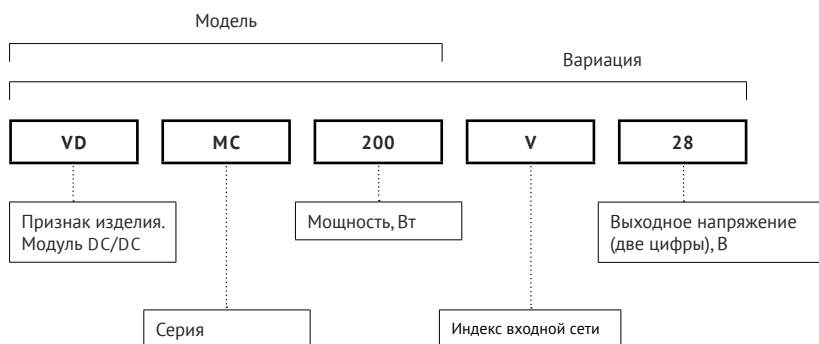 Модель
Вариация
VD MC 200 V 28
Признак изделия.
Модуль DC/DC
Мощность, Вт
Выходное напряжение
(две цифры), В
Серия
Индекс входной сети